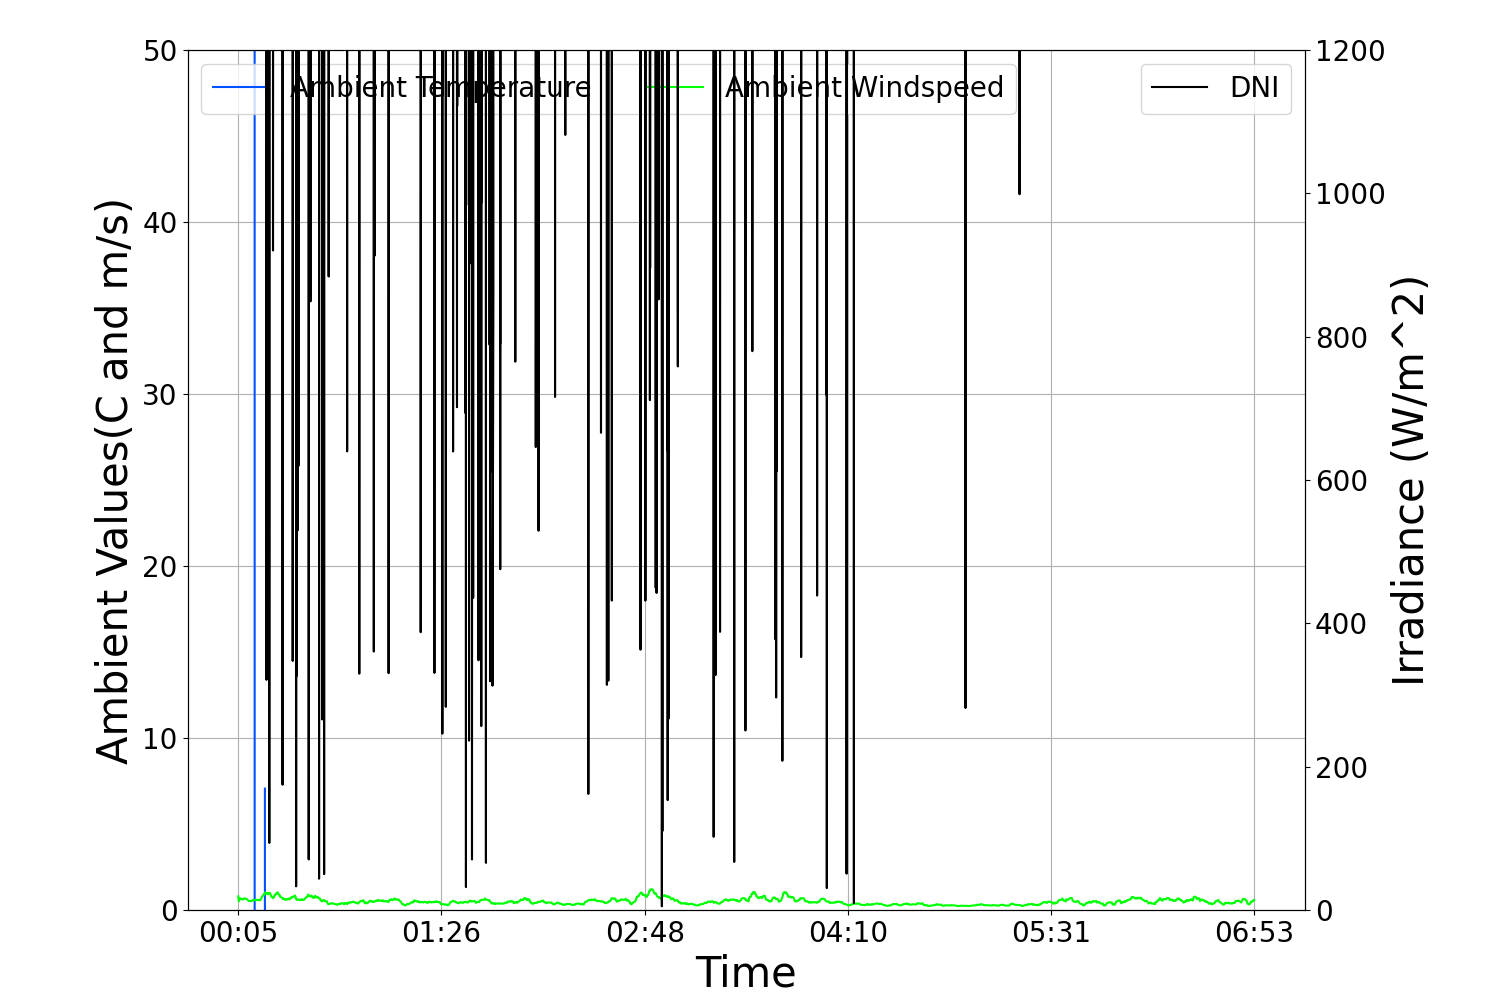 Ambient Temperature
Ambient Windspeed
DNI
Ambient Values(C and m/s)
50
40
30
20
10
0
1200
1000
800
600
400
200
0
Irradiance (W/m^2)
00:05 01:26 02:48 04:10 05:31 06:53
Time